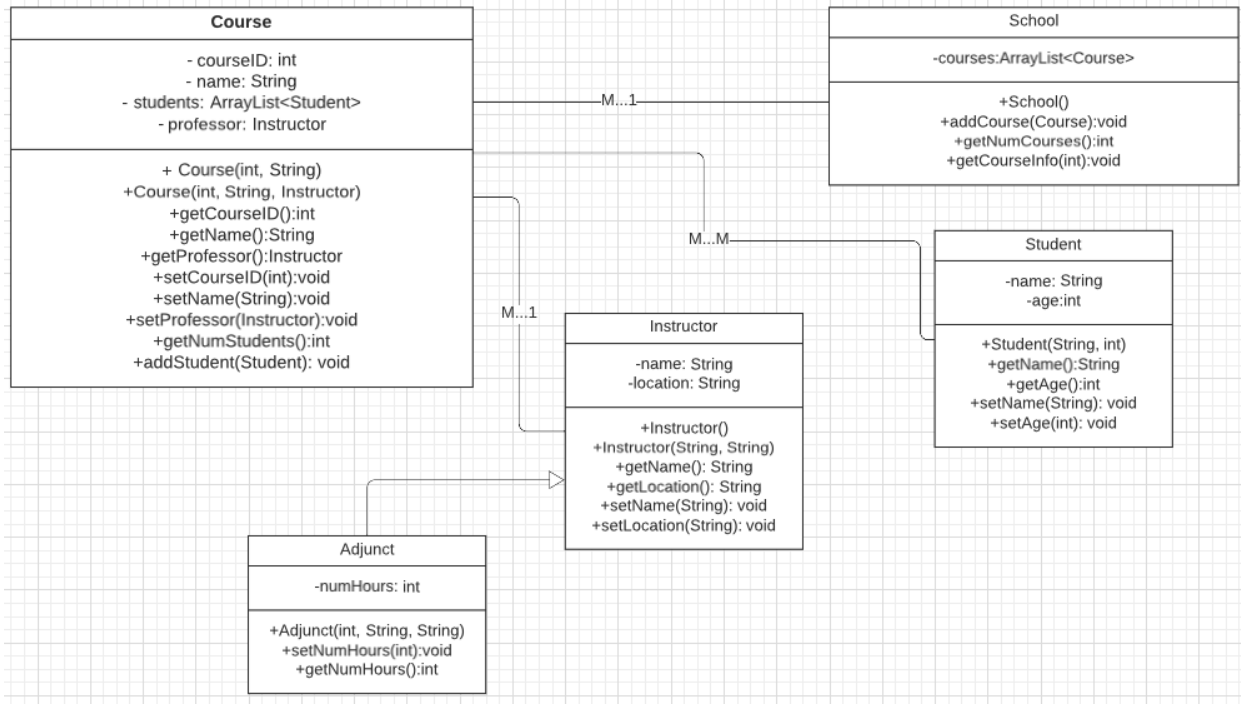 Course
- courseID: int
- name: String
- students: ArrayList<Student>
- professor: Instructor
+ Course(int, String)
+Course(int, String, Instructor)
+getCourseID():int
+getName():String
+getProfessor():Instructor
+setCourseID(int):void
+setName(String):void
+setProfessor(Instructor):void
+getNumStudents():int
+addStudent(Student): void
M...1
School
-courses:ArrayList<Course>
+School()
+addCourse(Course):void
+getNumCourses():int
+getCourseInfo(int):void
M...M
Student
-name: String
-age:int
+Student(String, int)
+getName():String
+getAge():int
+setName(String): void
+setAge(int): void
M...1
Instructor
-name: String
-location: String
+Instructor()
+Instructor(String, String)
+getName(): String
+getLocation(): String
+setName(String): void
+setLocation(String): void
Adjunct
-numHours: int
+Adjunct(int, String, String)
+setNumHours(int):void
+getNumHours():int